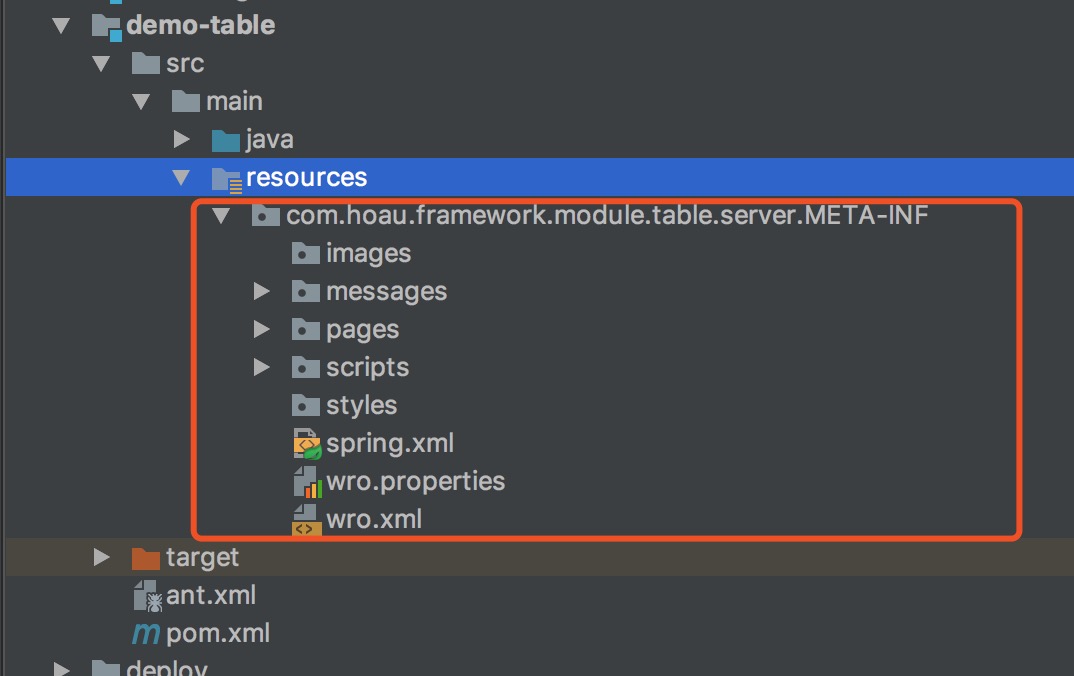 demo-table
src
main
java
resources
com.hoau.framework.module.table.server.META-INF
images
messages
pages
scripts
styles
spring.xml
wro.properties
wro.xml
target
ant.xml
pom.xml
deploy